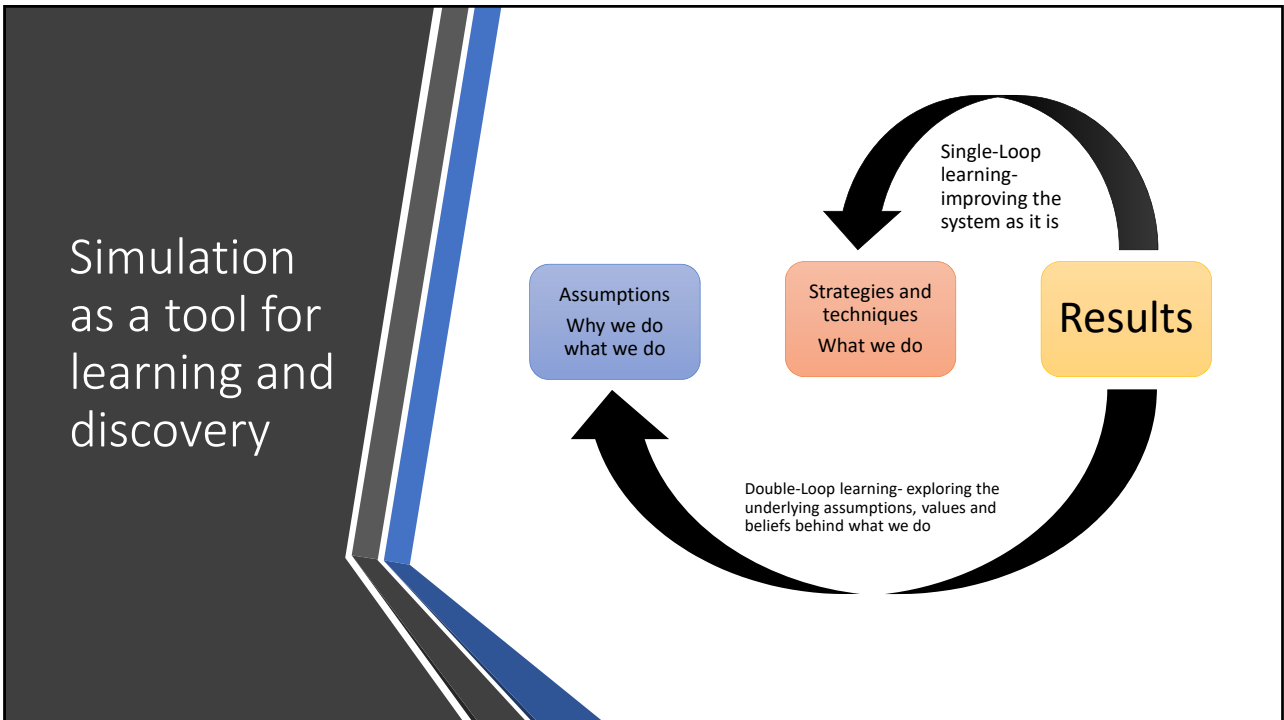 Simulation
as a tool for
learning and
discovery
Single-Loop
learning-
improving the
system as it is
Assumptions
Why we do
what we do
Strategies and
techniques
What we do
Results
Double-Loop learning- exploring the
underlying assumptions, values and
beliefs behind what we do